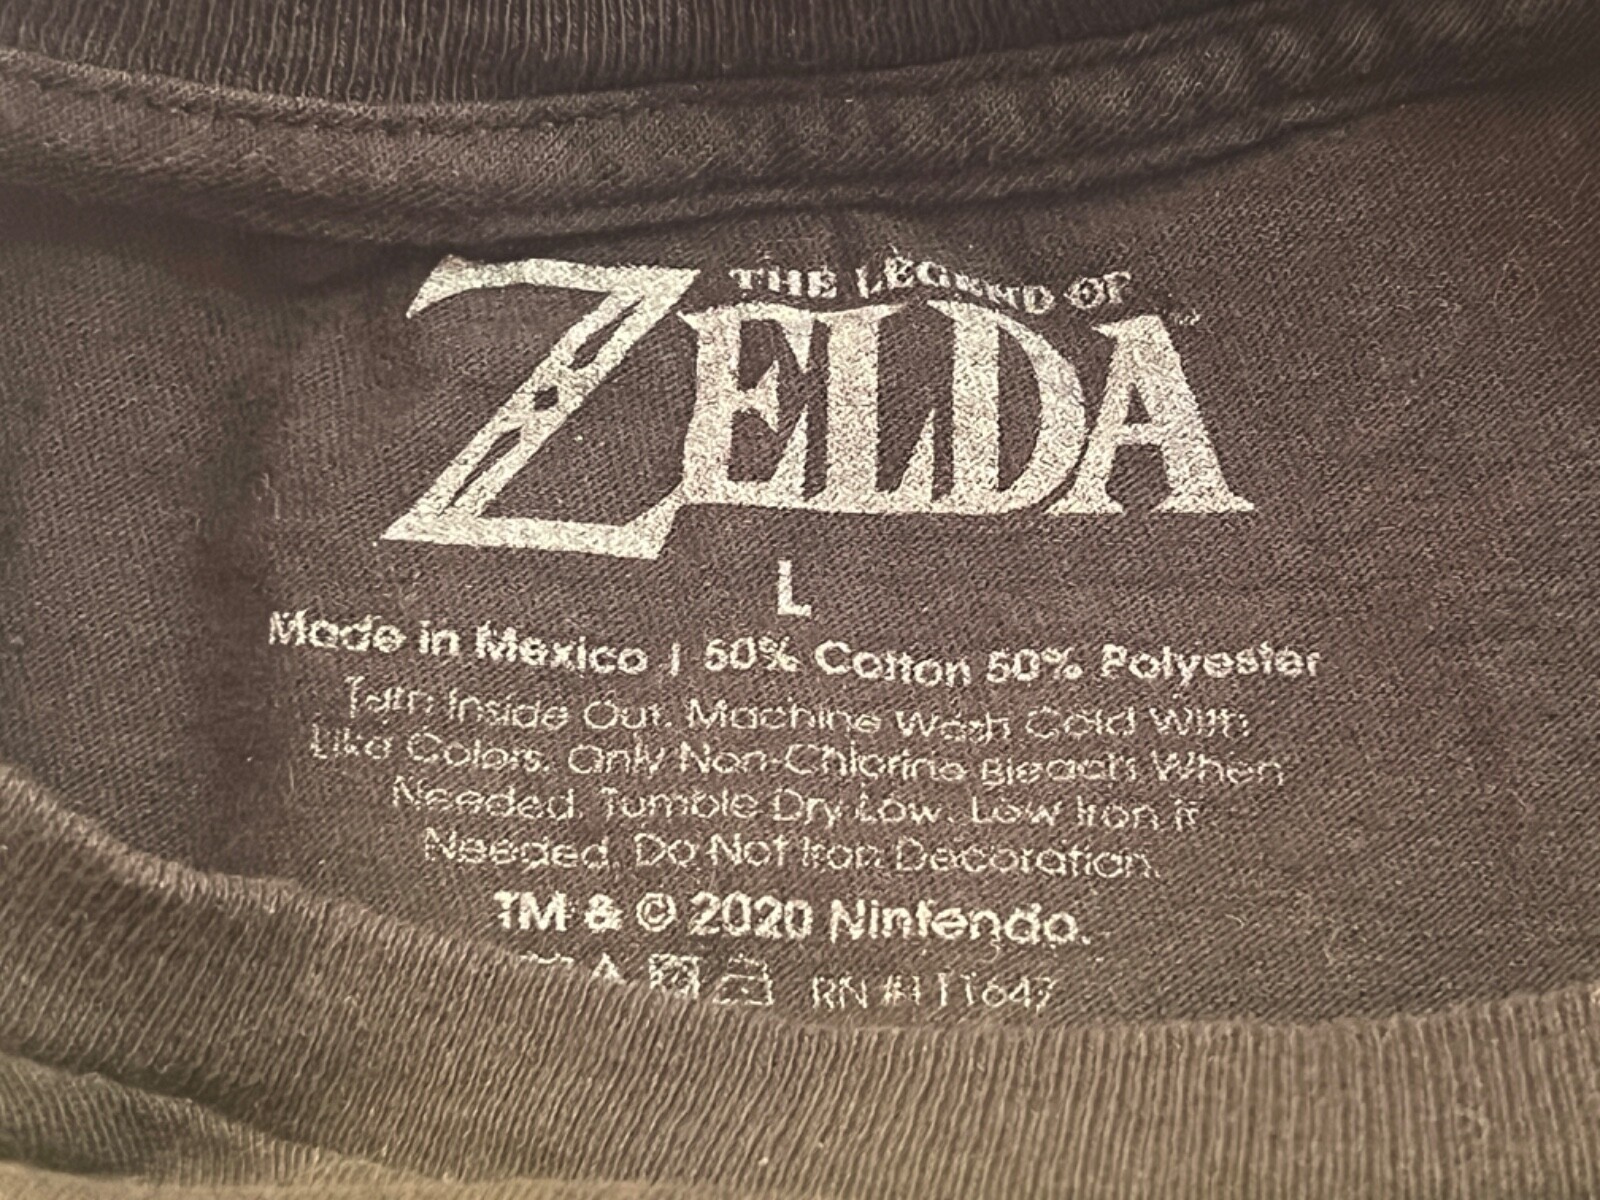 THE LEGEND OF
ZELDA
L
Made in Mexico | 50% Cotton 50% Polyester
Turn Inside Out. Machine Wash Cold With
Like Colors. Only Non-Chlorine Bleach When
Needed. Tumble Dry Low. Low Iron If
Needed. Do Not Iron Decoration.
TM & © 2020 Nintendo.
RN #111647